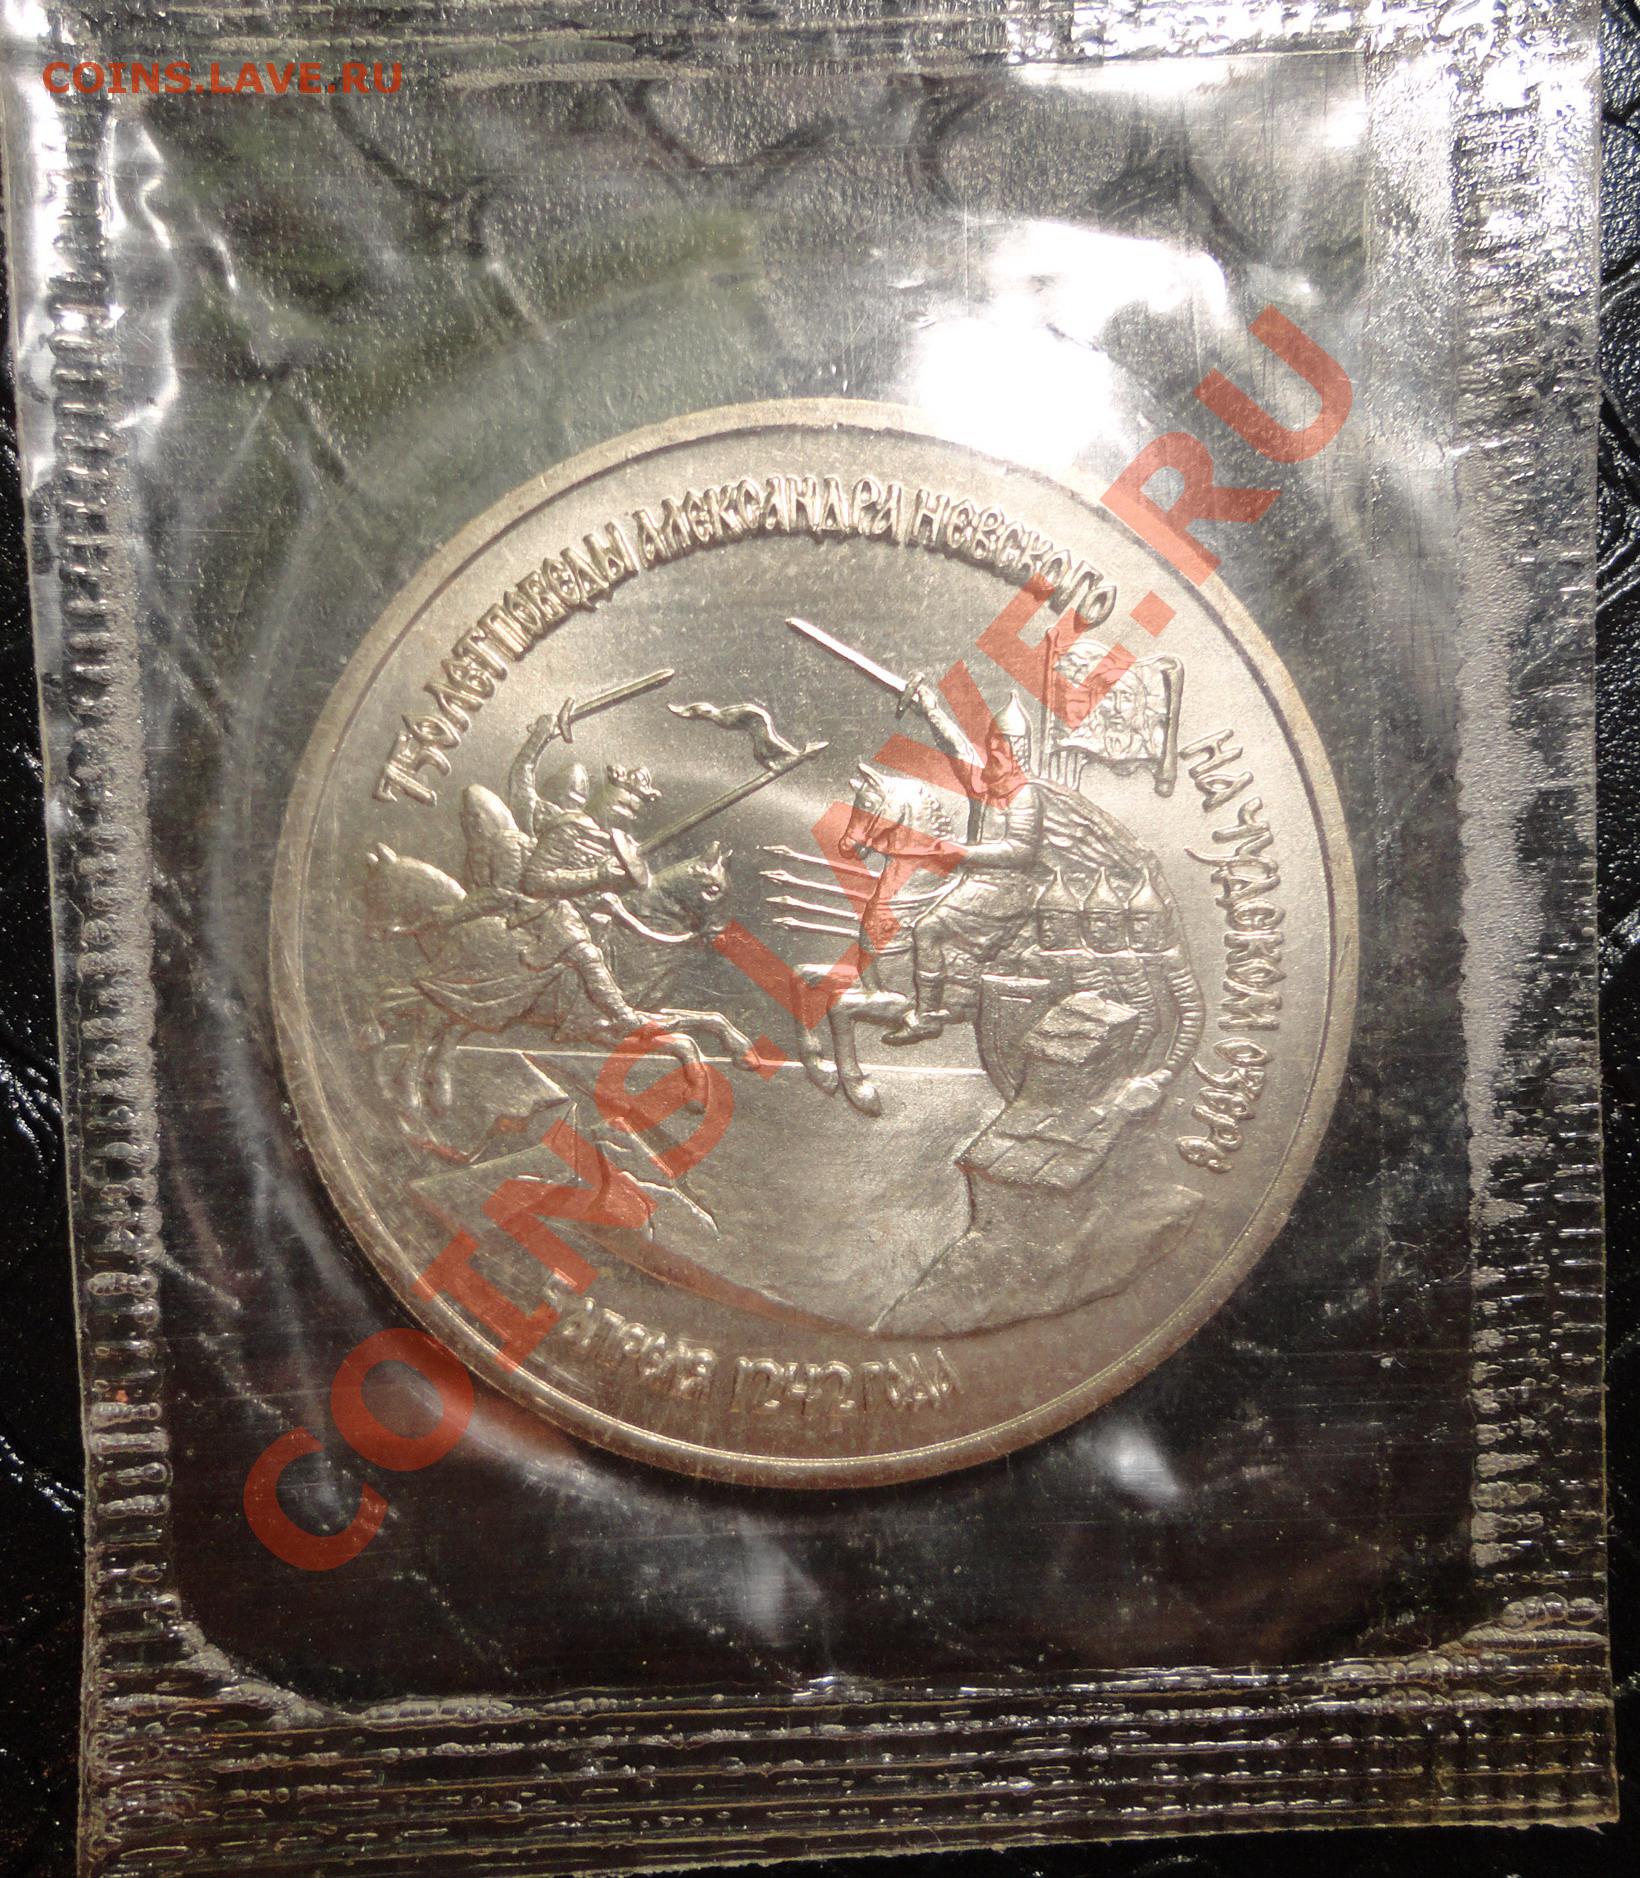 COINS.LAVE.RU
750 ЛЕТ ПОБЕДЫ АЛЕКСАНДРА НЕВСКОГО
НА ЧУДСКОМ ОЗЕРЕ
5 АПРЕЛЯ 1242 ГОДА
COINS.LAVE.RU